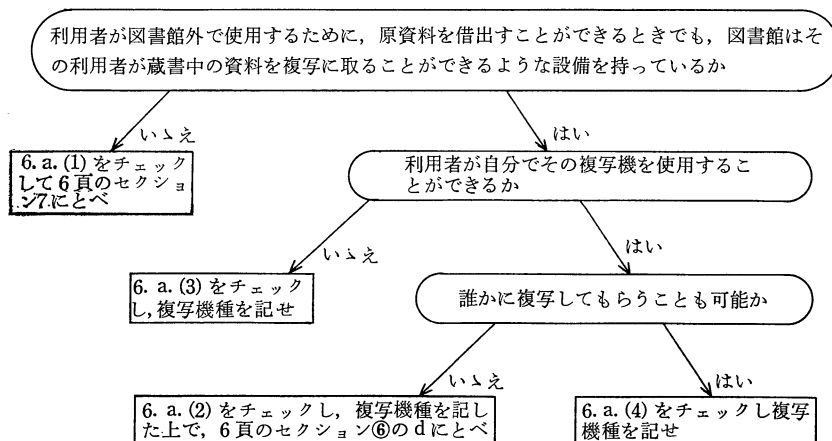 利用者が図書館外で使用するために，原資料を借出すことができるときでも，図書館はそ
の利用者が蔵書中の資料を複写に取ることができるような設備を持っているか
いゝえ
はい
6. a. (1) をチェック
して6頁のセクショ
ン7.にとべ
利用者が自分でその複写機を使用するこ
とができるか
いゝえ
はい
6. a. (3) をチェック
し，複写機種を記せ
誰かに複写してもらうことも可能か
いゝえ
はい
6. a. (2) をチェックし，複写機種を記し
た上で，6頁のセクション⑥のdにとべ
6. a. (4) をチェックし複写
機種を記せ